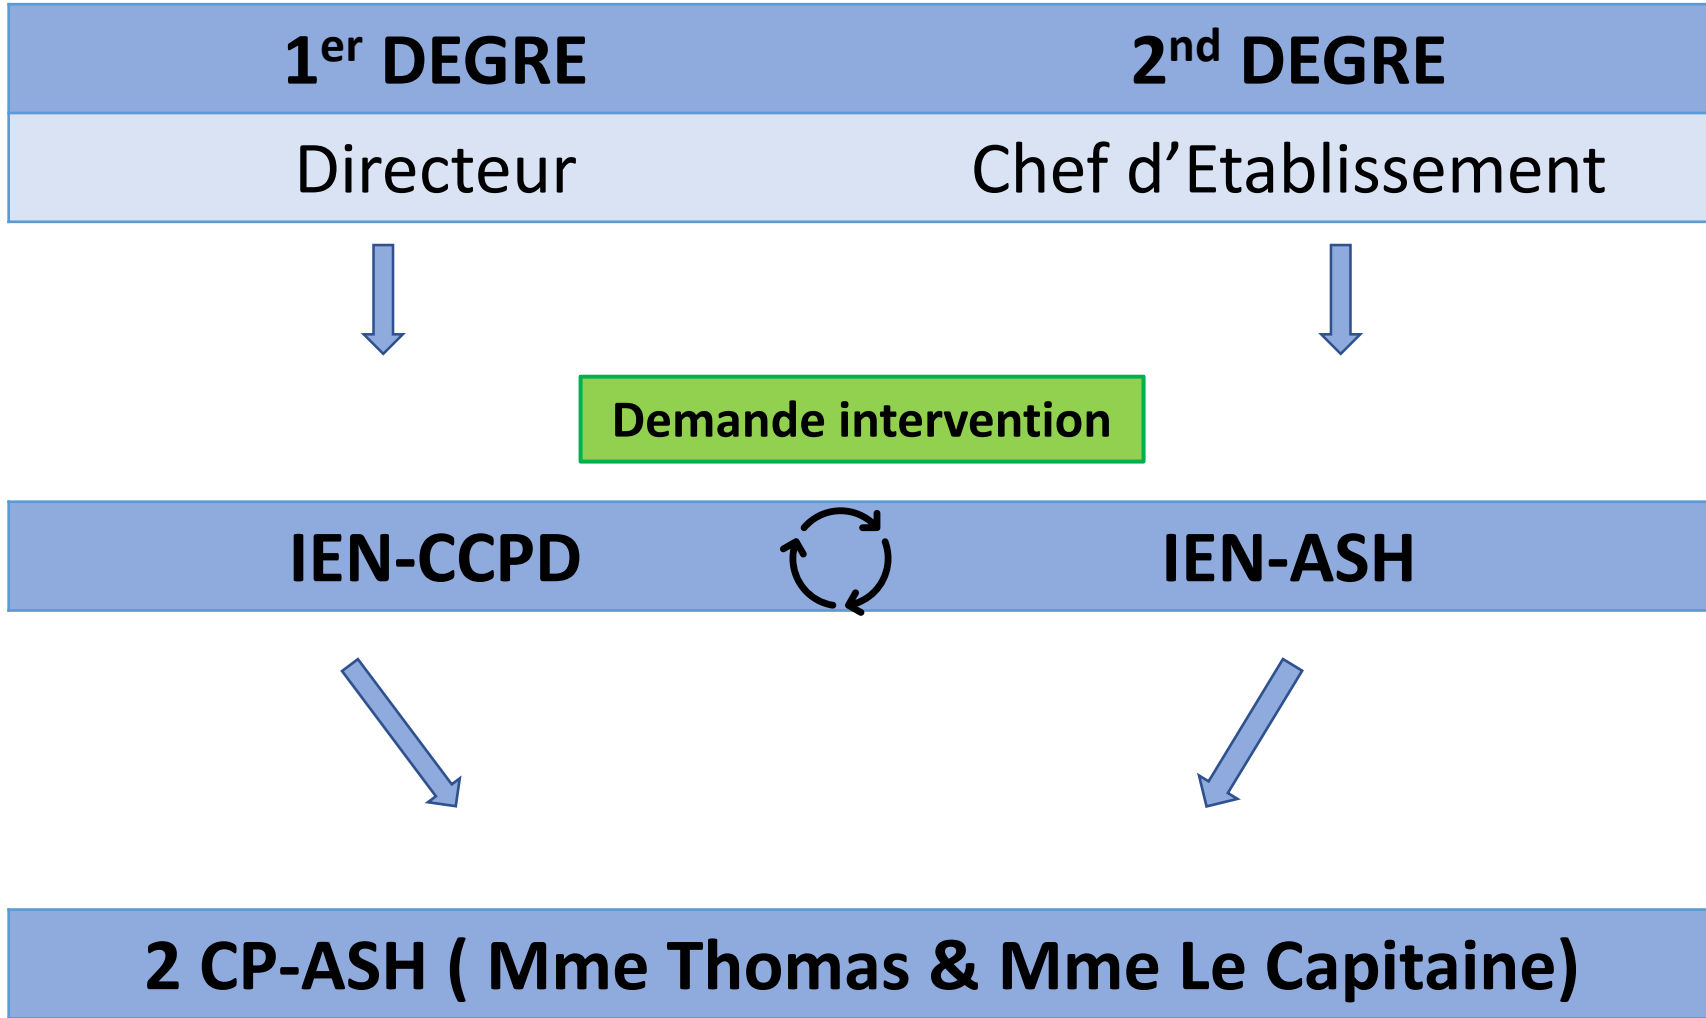 1er DEGRE 2nd DEGRE
Directeur Chef d’Etablissement
Demande intervention
IEN-CCPD IEN-ASH
2 CP-ASH ( Mme Thomas & Mme Le Capitaine)